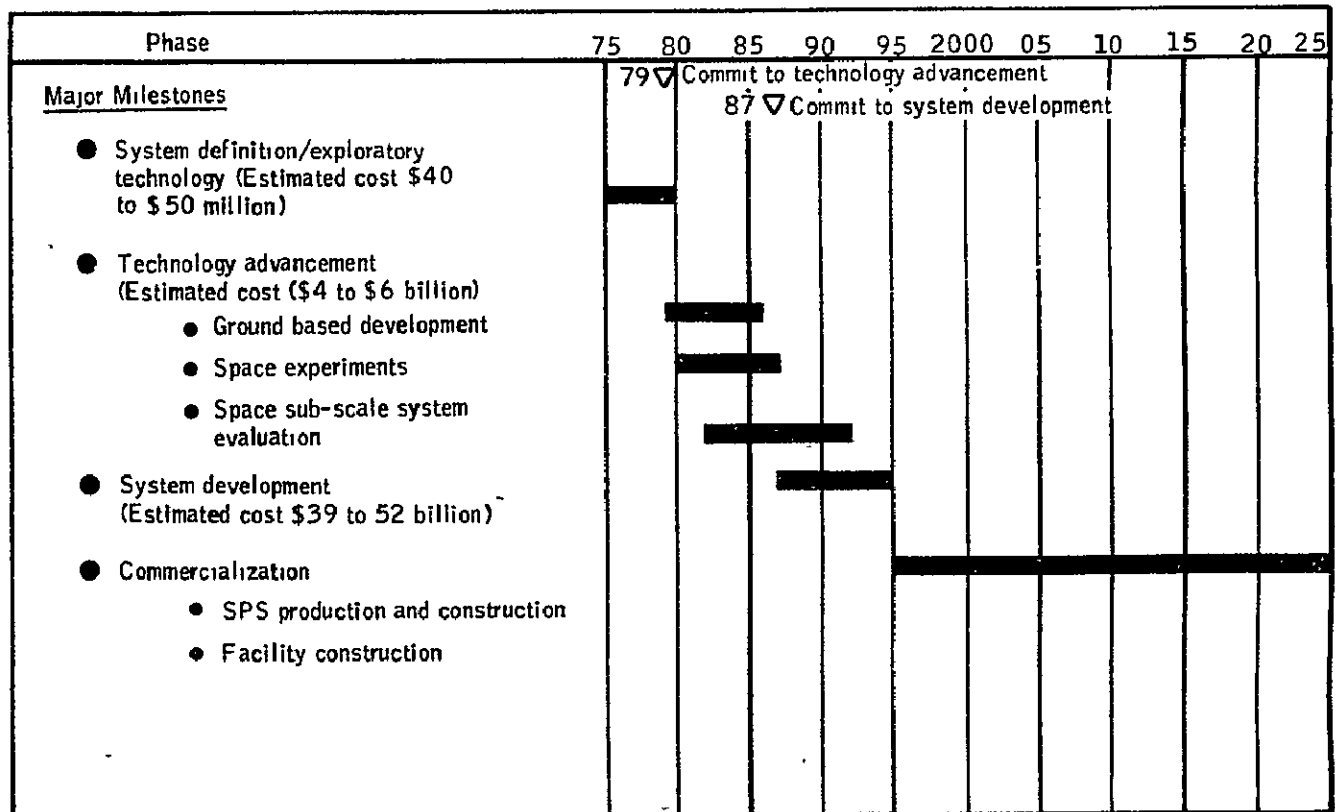 Phase 75 80 85 90 95 2000 05 10 15 20 25
79 ▽ Commit to technology advancement
Major Milestones
87 ▽ Commit to system development
● System definition/exploratory
technology (Estimated cost $40
to $50 million)
● Technology advancement
(Estimated cost ($4 to $6 billion)
● Ground based development
● Space experiments
● Space sub-scale system
evaluation
● System development
(Estimated cost $39 to 52 billion)
● Commercialization
● SPS production and construction
● Facility construction